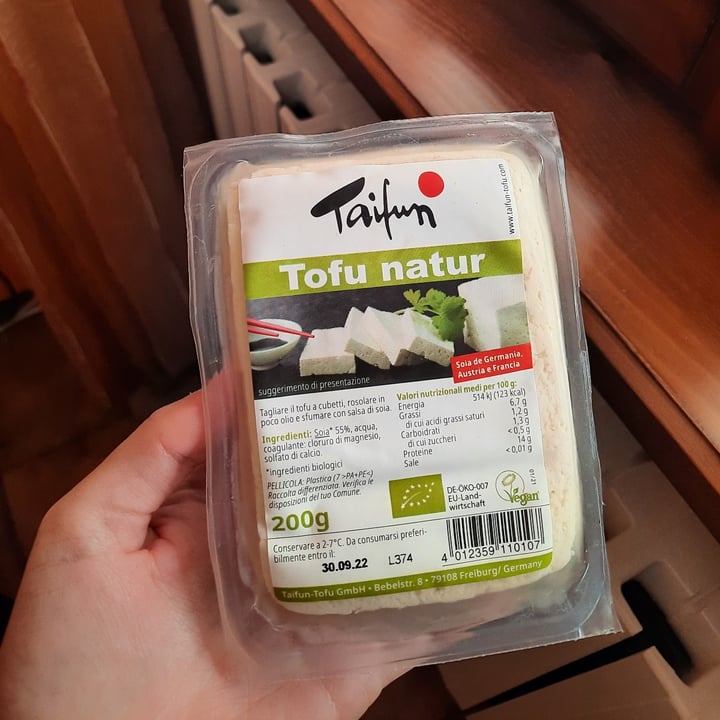 Taifun
www.taifun-tofu.com
Tofu natur
suggerimento di presentazione
Soia de Germania,
Austria e Francia
Tagliare il tofu a cubetti, rosolare in
poco olio e sfumare con salsa di soia.
Ingredienti: Soia* 55%, acqua,
coagulante: cloruro di magnesio,
solfato di calcio.
*ingredienti biologici
PELLICOLA: Plastica (7 >PA+PE<)
Raccolta differenziata. Verifica le
disposizioni del tuo Comune.
200g
Valori nutrizionali medi per 100 g:
Energia 514 kJ (123 kcal)
Grassi 6,7 g
di cui acidi grassi saturi 1,2 g
Carboidrati 1,3 g
di cui zuccheri < 0,5 g
Proteine 14 g
Sale < 0,01 g
DE-ÖKO-007
EU-Land-
wirtschaft
Vegan
01/21
Conservare a 2-7°C. Da consumarsi preferi-
bilmente entro il:
30.09.22 L374
4 012359 110107
Taifun-Tofu GmbH • Bebelstr. 8 • 79108 Freiburg/ Germany